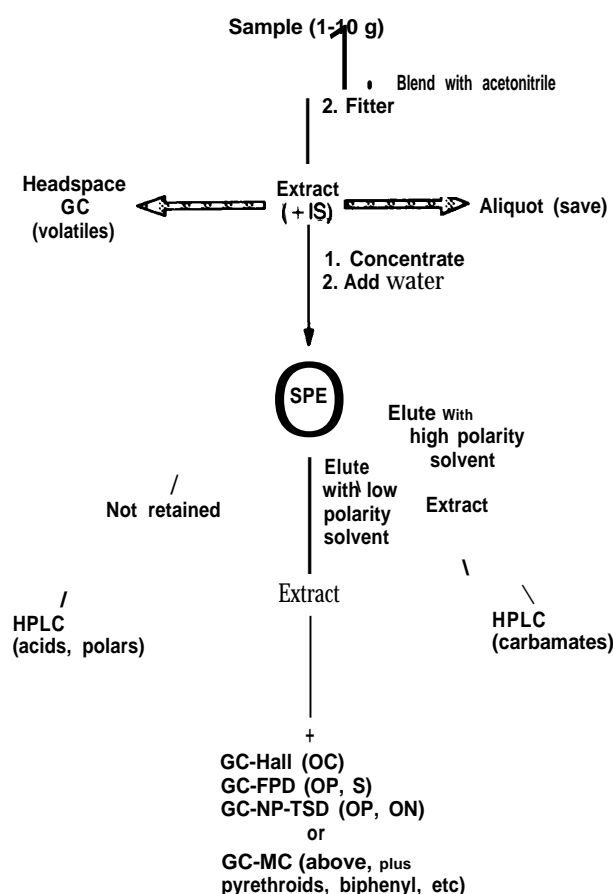 Sample (1-10 g)
Blend with acetonitrile
2. Fitter
Headspace
GC
(volatiles)
Extract
(+IS)
Aliquot (save)
1. Concentrate
2. Add water
SPE
Elute With
high polarity
solvent
Elute
with low
polarity
solvent
Not retained
Extract
Extract
HPLC
(acids, polars)
HPLC
(carbamates)
GC-Hall (OC)
GC-FPD (OP, S)
GC-NP-TSD (OP, ON)
or
GC-MC (above, plus
pyrethroids, biphenyl, etc)